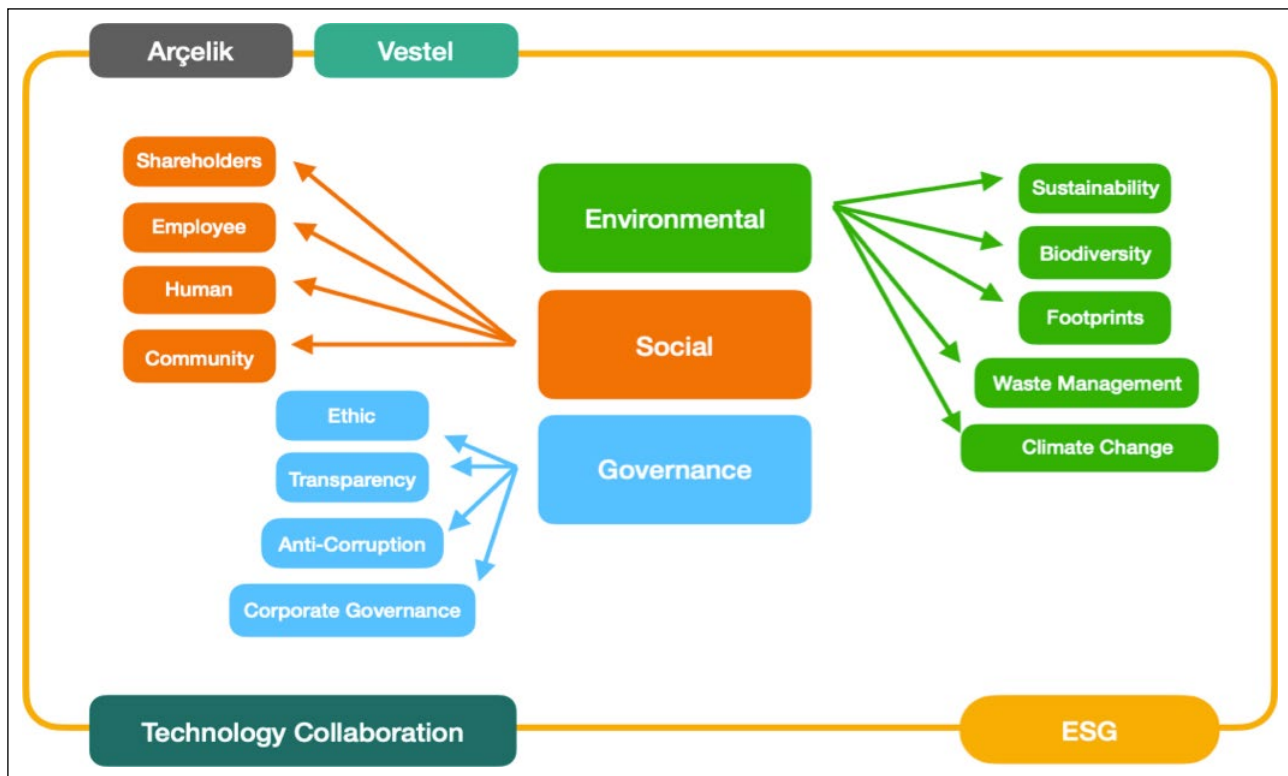 Arçelik
Vestel
Shareholders
Employee
Human
Community
Ethic
Transparency
Anti-Corruption
Corporate Governance
Environmental
Social
Governance
Sustainability
Biodiversity
Footprints
Waste Management
Climate Change
Technology Collaboration
ESG